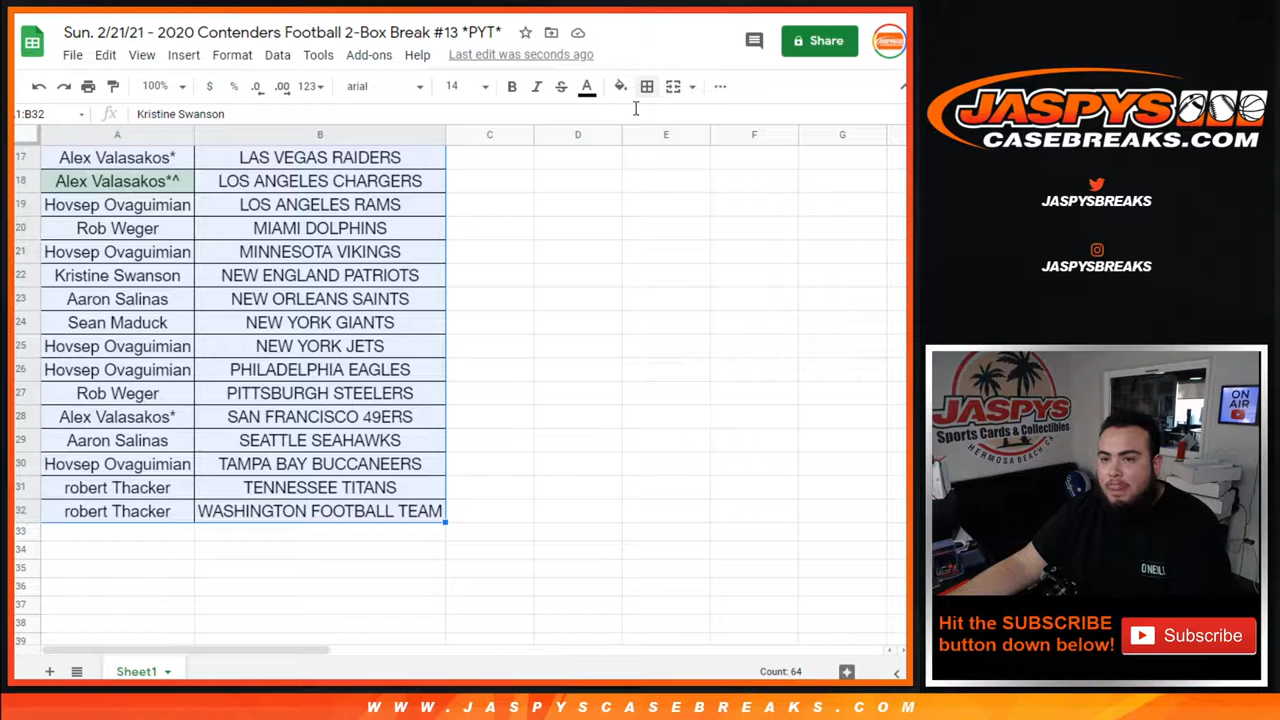 Sun. 2/21/21 - 2020 Contenders Football 2-Box Break #13 *PYT*
File Edit View Insert Format Data Tools Add-ons Help Last edit was seconds ago
Share
100% $ % .0 .00 123 arial 14 B I S A
1:B32 fx Kristine Swanson
A B C D E F G
17 Alex Valasakos* LAS VEGAS RAIDERS
18 Alex Valasakos*^ LOS ANGELES CHARGERS
19 Hovsep Ovaguimian LOS ANGELES RAMS
20 Rob Weger MIAMI DOLPHINS
21 Hovsep Ovaguimian MINNESOTA VIKINGS
22 Kristine Swanson NEW ENGLAND PATRIOTS
23 Aaron Salinas NEW ORLEANS SAINTS
24 Sean Maduck NEW YORK GIANTS
25 Hovsep Ovaguimian NEW YORK JETS
26 Hovsep Ovaguimian PHILADELPHIA EAGLES
27 Rob Weger PITTSBURGH STEELERS
28 Alex Valasakos* SAN FRANCISCO 49ERS
29 Aaron Salinas SEATTLE SEAHAWKS
30 Hovsep Ovaguimian TAMPA BAY BUCCANEERS
31 robert Thacker TENNESSEE TITANS
32 robert Thacker WASHINGTON FOOTBALL TEAM
33
34
35
36
37
38
39
Sheet1 Count: 64
JASPYS
CASEBREAKS.COM
JASPYSBREAKS
JASPYSBREAKS
JASPYS
Sports Cards & Collectibles
HERMOSA BEACH, CA
ON
AIR
O'NEILL
Hit the SUBSCRIBE
button down below!
Subscribe
WWW.JASPYSCASEBREAKS.COM